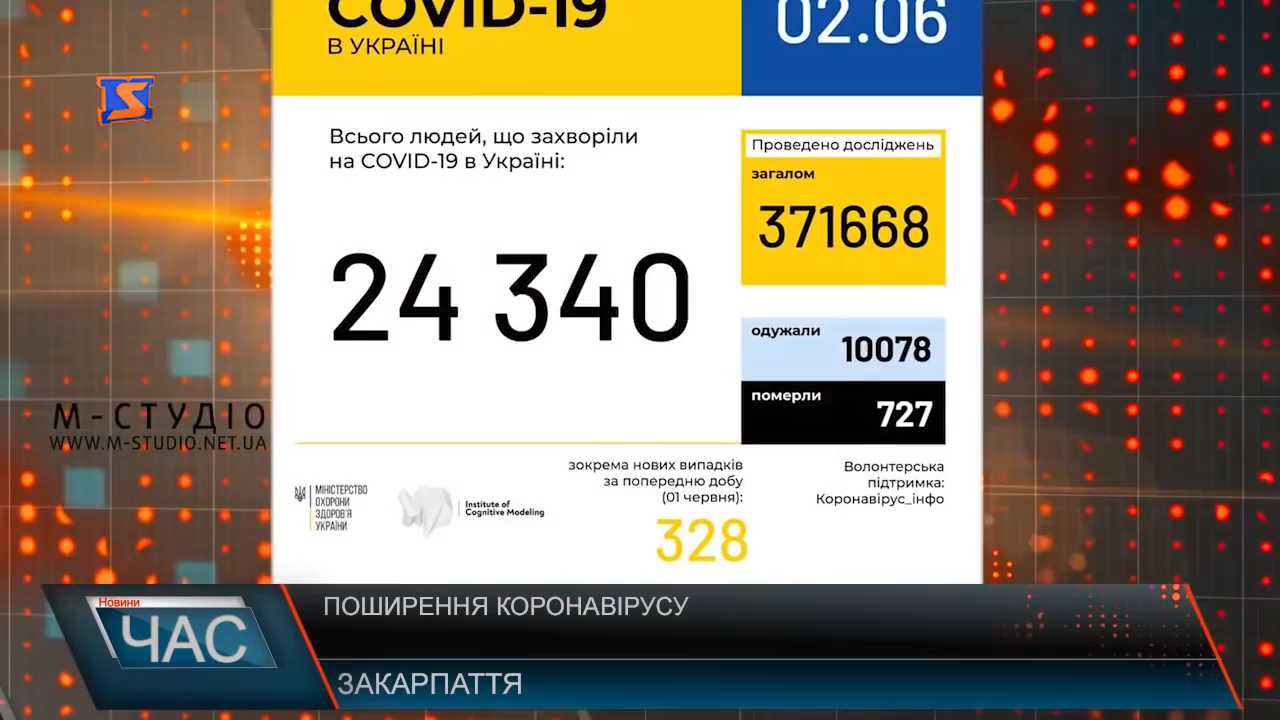 COVID-19
В УКРАЇНІ
02.06
Всього людей, що захворіли
на COVID-19 в Україні:
24 340
Проведено досліджень
загалом
371668
одужали
10078
померли
727
зокрема нових випадків
за попередню добу
(01 червня):
328
Волонтерська
підтримка:
Коронавірус_інфо
МІНІСТЕРСТВО
ОХОРОНИ
ЗДОРОВ'Я
УКРАЇНИ
Institute of
Cognitive Modeling
М-СТУДІО
WWW.M-STUDIO.NET.UA
Новини
ЧАС
ПОШИРЕННЯ КОРОНАВІРУСУ
ЗАКАРПАТТЯ